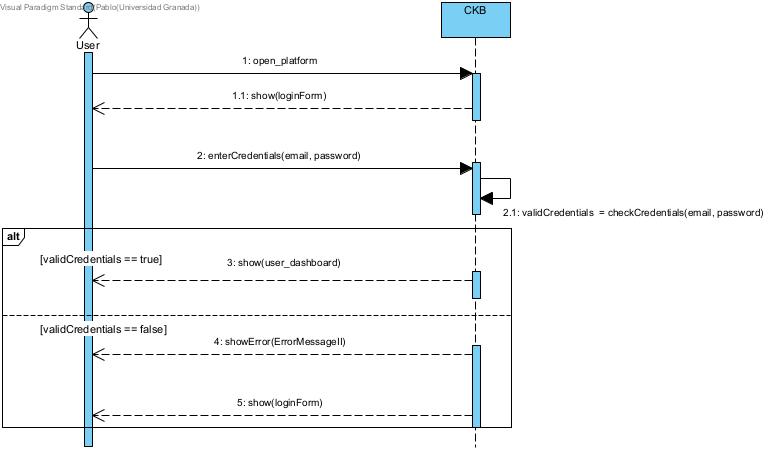 Visual Paradigm Standard(Pablo(Universidad Granada))
CKB
User
1: open_platform
1.1: show(loginForm)
2: enterCredentials(email, password)
2.1: validCredentials = checkCredentials(email, password)
alt
[validCredentials == true]
3: show(user_dashboard)
[validCredentials == false]
4: showError(ErrorMessageII)
5: show(loginForm)